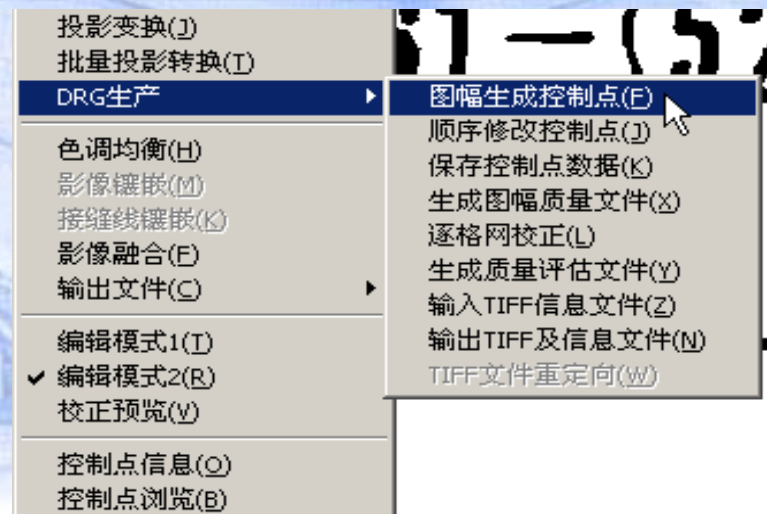 投影变换(J)
批量投影转换(T)
DRG生产
色调均衡(H)
影像镶嵌(M)
接缝线镶嵌(K)
影像融合(F)
输出文件(C)
编辑模式1(T)
编辑模式2(R)
校正预览(V)
控制点信息(O)
控制点浏览(B)
图幅生成控制点(F)
顺序修改控制点(J)
保存控制点数据(K)
生成图幅质量文件(X)
逐格网校正(L)
生成质量评估文件(Y)
输入TIFF信息文件(Z)
输出TIFF及信息文件(N)
TIFF文件重定向(W)